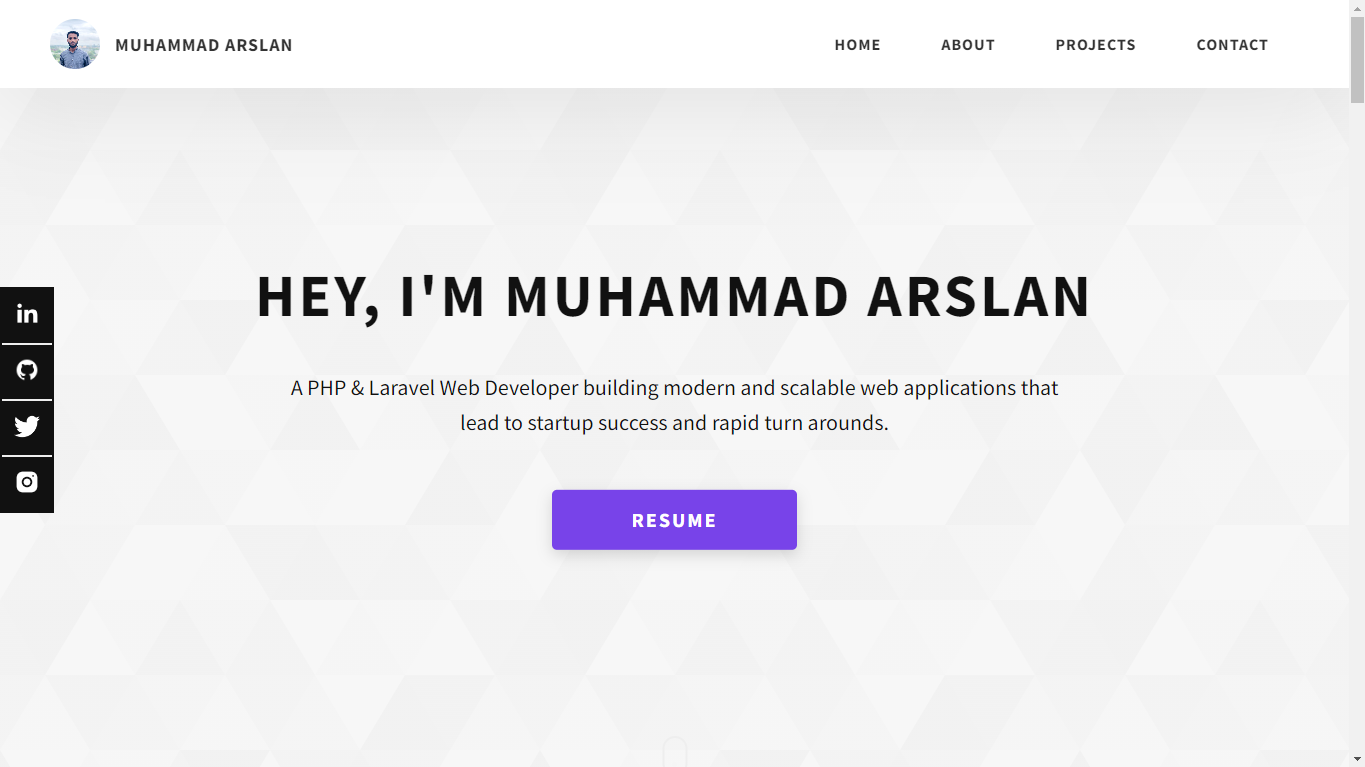 MUHAMMAD ARSLAN
HOME
ABOUT
PROJECTS
CONTACT
HEY, I'M MUHAMMAD ARSLAN
A PHP & Laravel Web Developer building modern and scalable web applications that
lead to startup success and rapid turn arounds.
RESUME